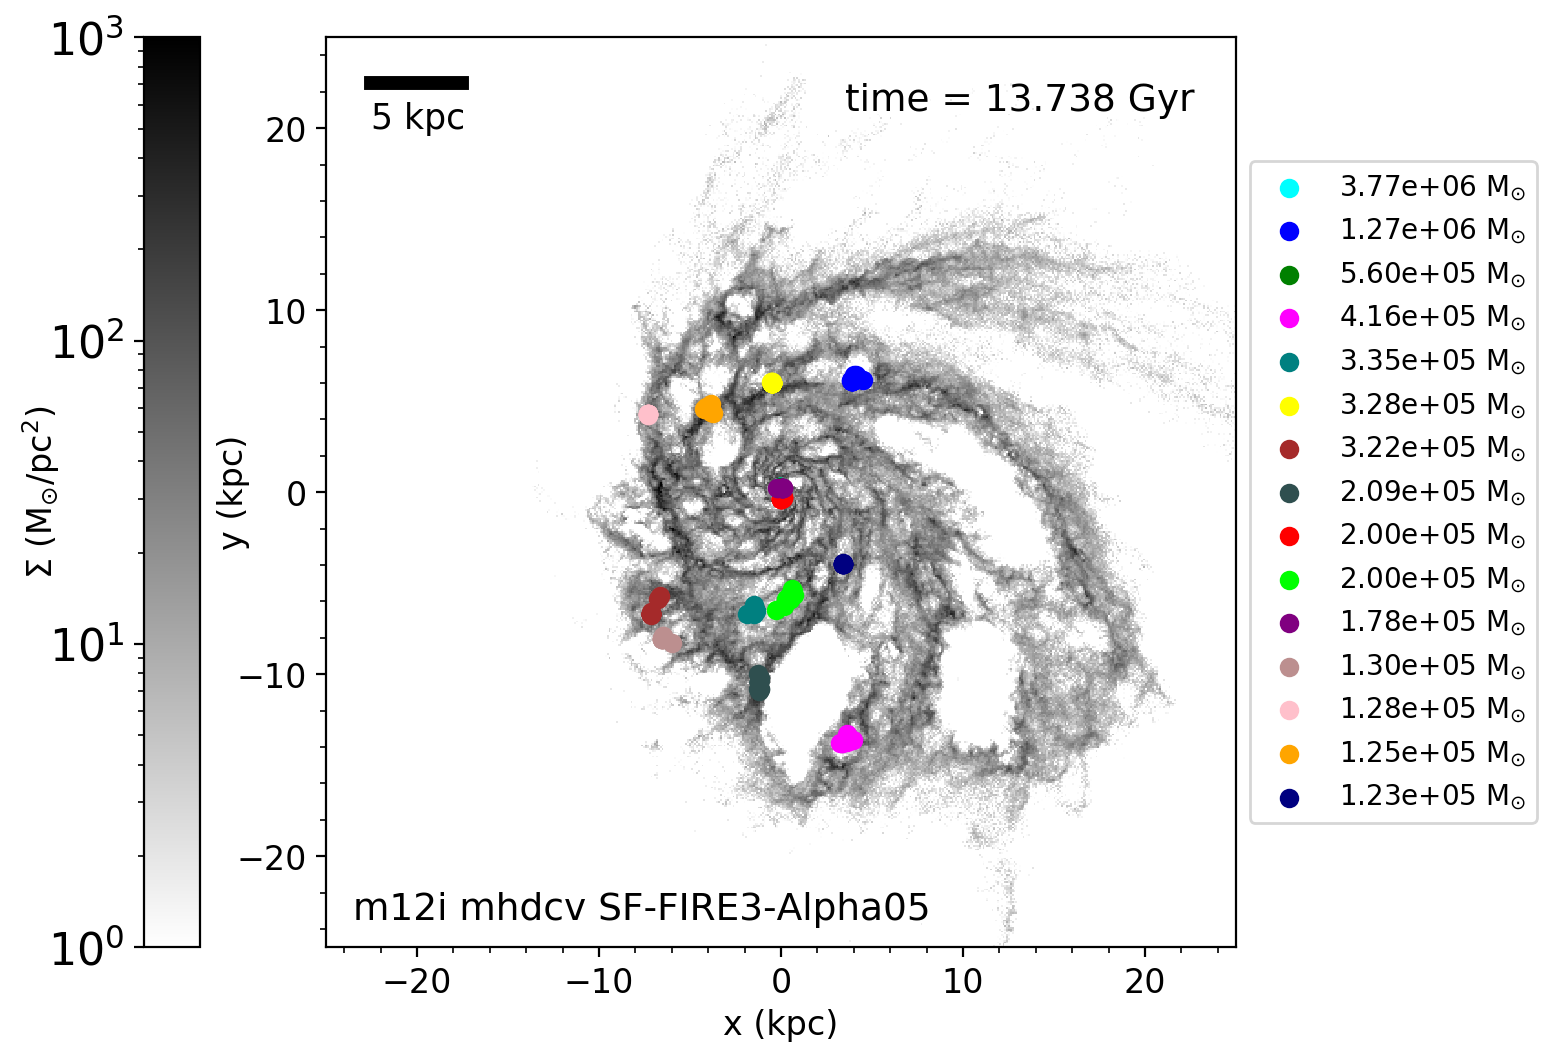 10³
10²
10¹
10⁰
Σ (M⊙/pc²)
y (kpc)
20
10
0
−10
−20
5 kpc
time = 13.738 Gyr
m12i mhdcv SF-FIRE3-Alpha05
−20
−10
0
10
20
x (kpc)
3.77e+06 M⊙
1.27e+06 M⊙
5.60e+05 M⊙
4.16e+05 M⊙
3.35e+05 M⊙
3.28e+05 M⊙
3.22e+05 M⊙
2.09e+05 M⊙
2.00e+05 M⊙
2.00e+05 M⊙
1.78e+05 M⊙
1.30e+05 M⊙
1.28e+05 M⊙
1.25e+05 M⊙
1.23e+05 M⊙